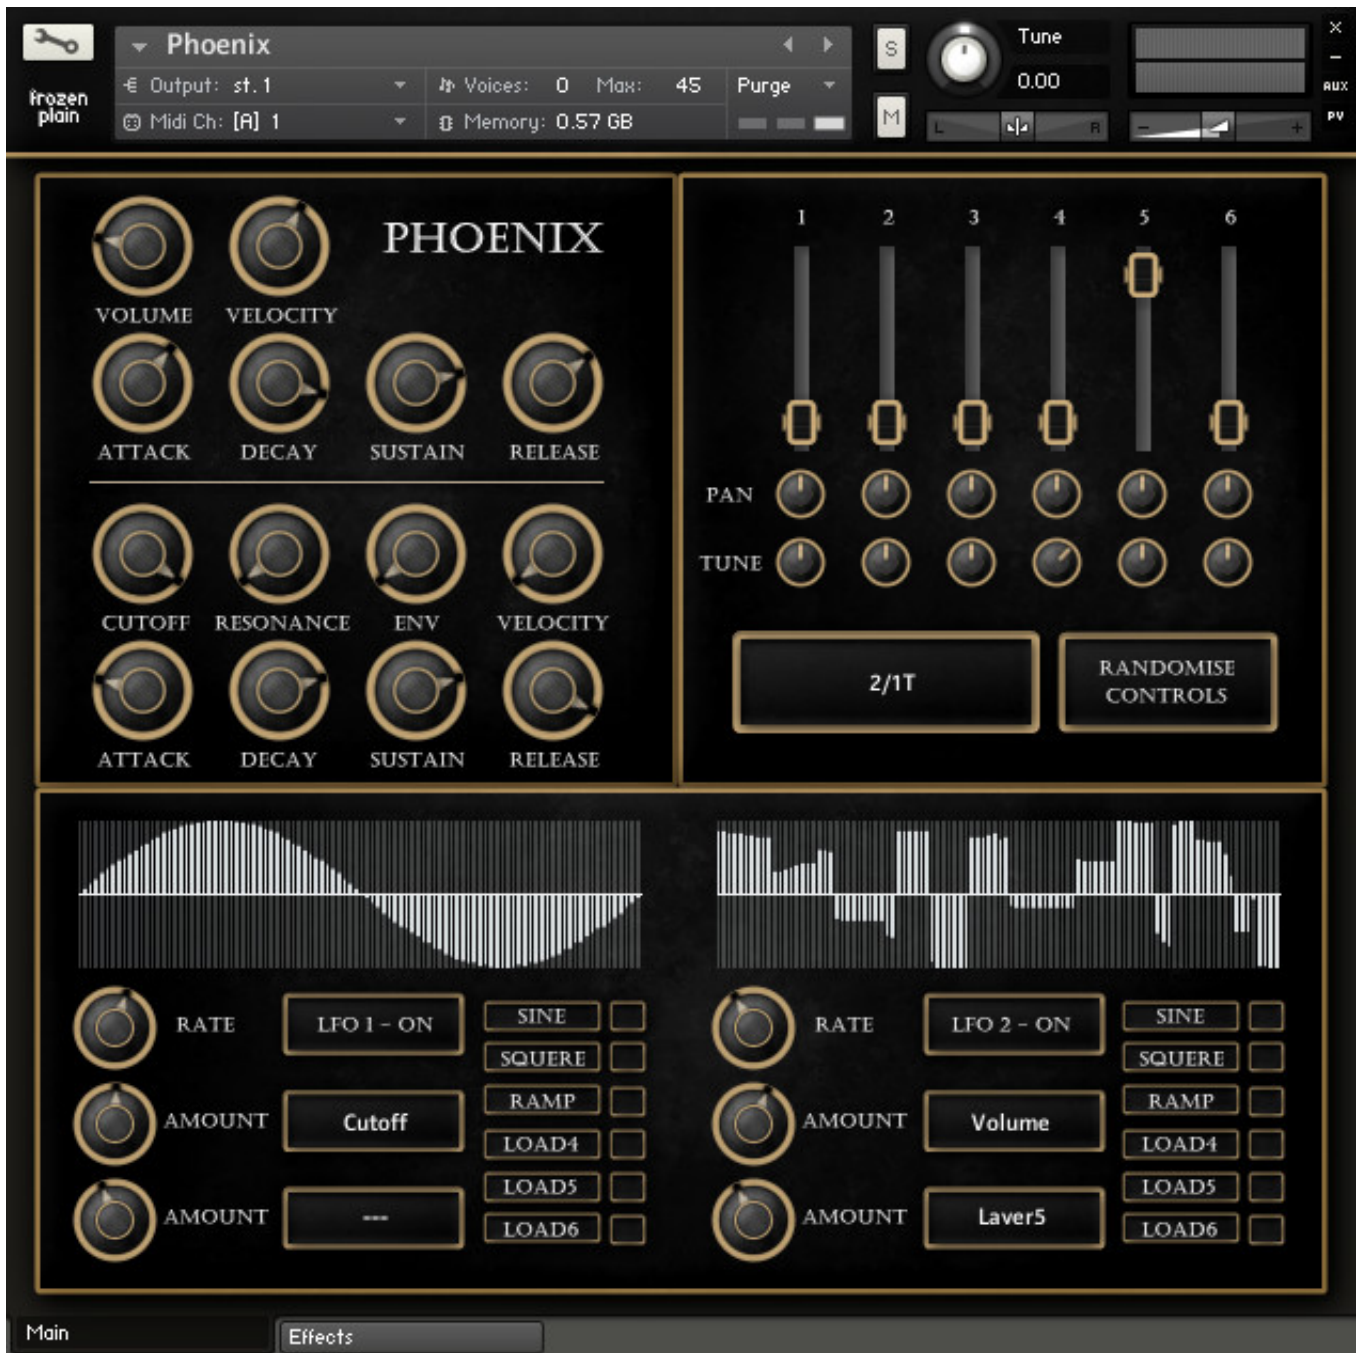 Phoenix
S
Tune
×
frozen
plain
Output: st. 1
Voices: 0 Max: 45
Purge
0.00
AUX
Midi Ch: [A] 1
Memory: 0.57 GB
M
L
R
-
+
PV
PHOENIX
VOLUME
VELOCITY
ATTACK
DECAY
SUSTAIN
RELEASE
CUTOFF
RESONANCE
ENV
VELOCITY
ATTACK
DECAY
SUSTAIN
RELEASE
1
2
3
4
5
6
PAN
TUNE
2/1T
RANDOMISE
CONTROLS
RATE
LFO 1 - ON
SINE
SQUERE
AMOUNT
Cutoff
RAMP
LOAD4
AMOUNT
---
LOAD5
LOAD6
RATE
LFO 2 - ON
SINE
SQUERE
AMOUNT
Volume
RAMP
LOAD4
AMOUNT
Laver5
LOAD5
LOAD6
Main
Effects